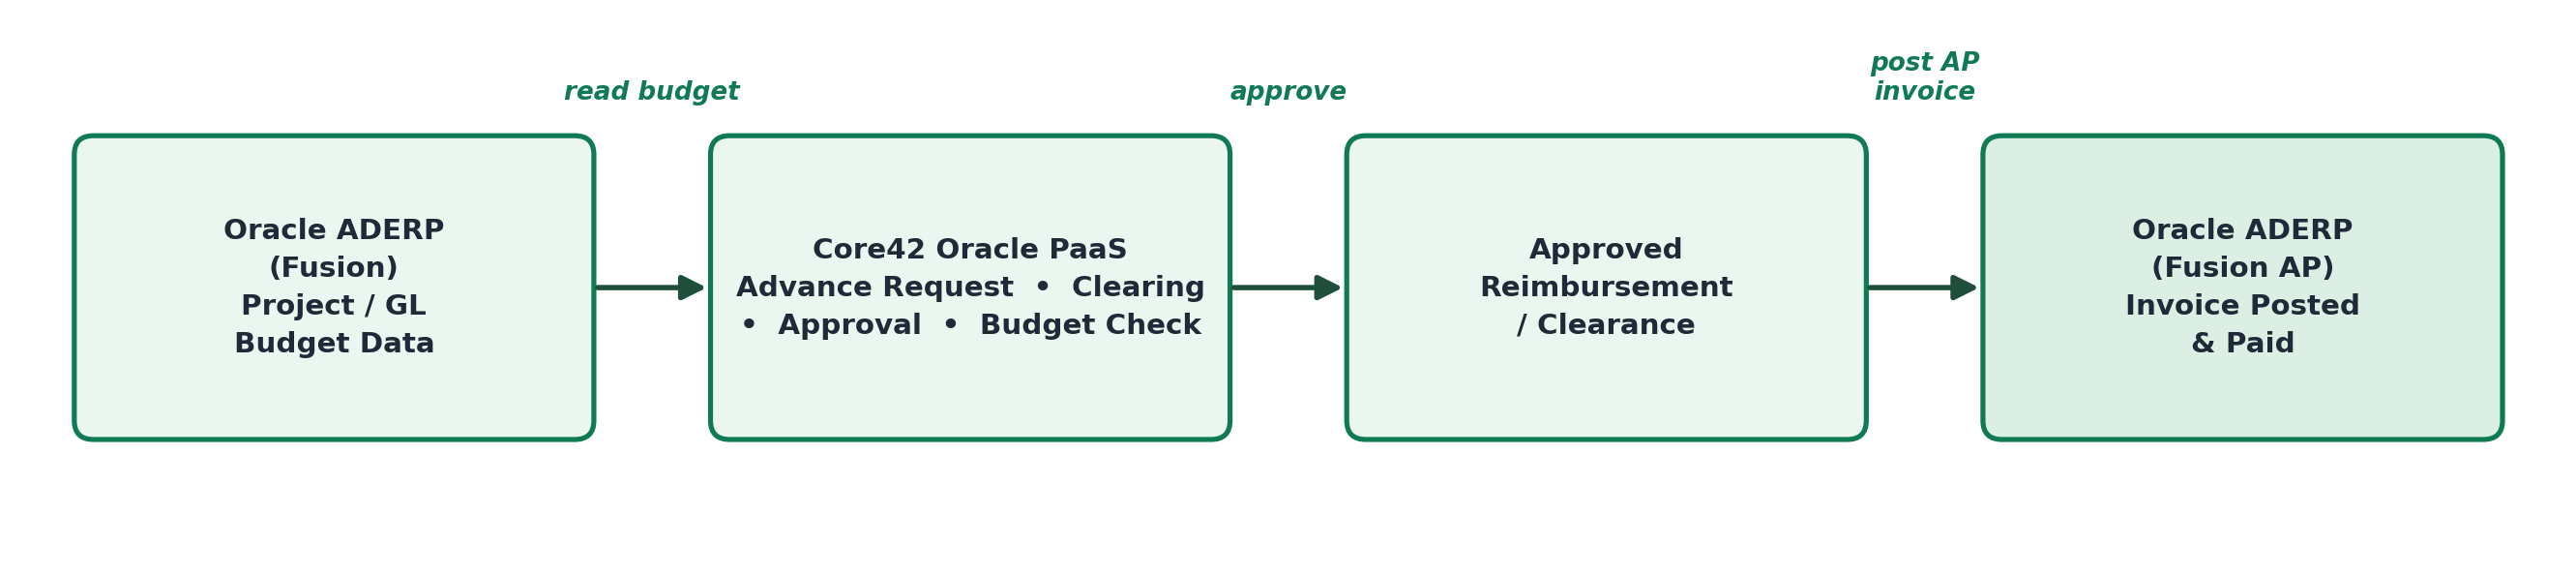 read budget
approve
post AP
invoice
Oracle ADERP
(Fusion)
Project / GL
Budget Data
Core42 Oracle PaaS
Advance Request • Clearing
• Approval • Budget Check
Approved
Reimbursement
/ Clearance
Oracle ADERP
(Fusion AP)
Invoice Posted
& Paid